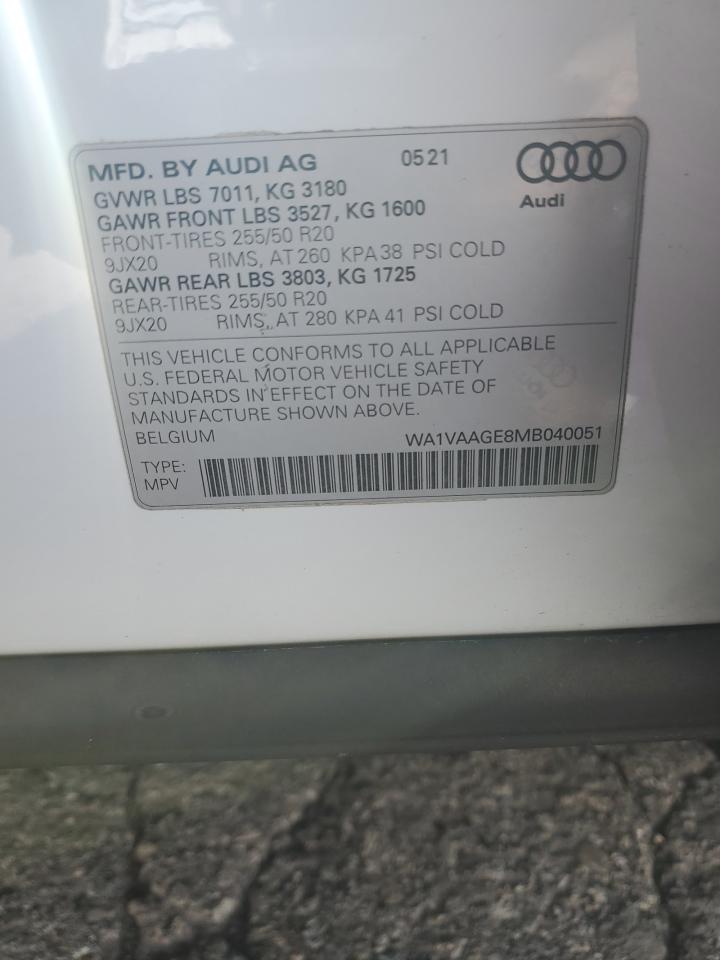 MFD. BY AUDI AG 0521
Audi
GVWR LBS 7011, KG 3180
GAWR FRONT LBS 3527, KG 1600
FRONT-TIRES 255/50 R20
9JX20 RIMS, AT 260 KPA 38 PSI COLD
GAWR REAR LBS 3803, KG 1725
REAR-TIRES 255/50 R20
9JX20 RIMS, AT 280 KPA 41 PSI COLD
THIS VEHICLE CONFORMS TO ALL APPLICABLE
U.S. FEDERAL MOTOR VEHICLE SAFETY
STANDARDS IN EFFECT ON THE DATE OF
MANUFACTURE SHOWN ABOVE.
BELGIUM WA1VAAGE8MB040051
TYPE:
MPV